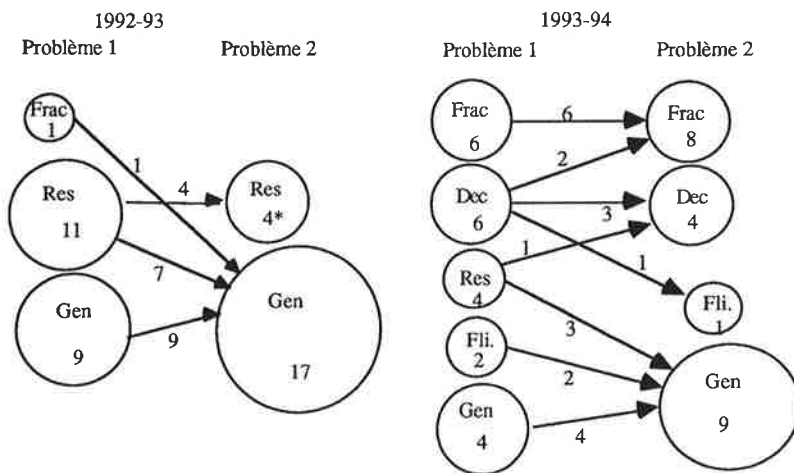 1992-93
Problème 1 Problème 2
Frac
1
1
Res
11
4
Res
4*
7
Gen
9
9
Gen
17
1993-94
Problème 1 Problème 2
Frac
6
6
Frac
8
2
Dec
6
3
Dec
4
1
1
Res
4
Fli.
1
3
Fli.
2
2
Gen
9
Gen
4
4